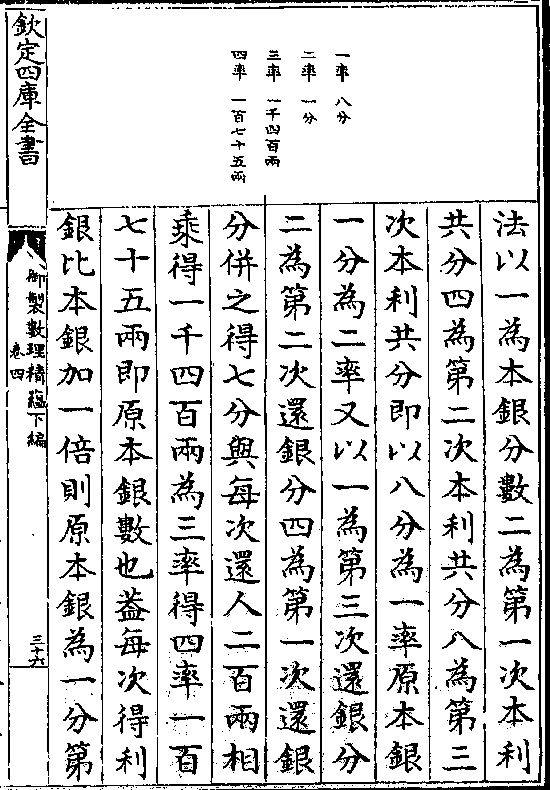 一率 八分
二率 一分
三率 一千四百兩
四率 一百七十五兩
法以一為本銀分數二為第一次本利
共分四為第二次本利共分八為第三
次本利共分即以八分為一率原本銀
一分為二率又以一為第三次還銀分
二為第二次還銀分四為第一次還銀
分併之得七分與每次還人二百兩相
乘得一千四百兩為三率得四率一百
七十五兩即原本銀數也葢每次得利
銀比本銀加一倍則原本銀為一分第
欽定四庫全書
御製數理精蘊下編
卷四
三十六